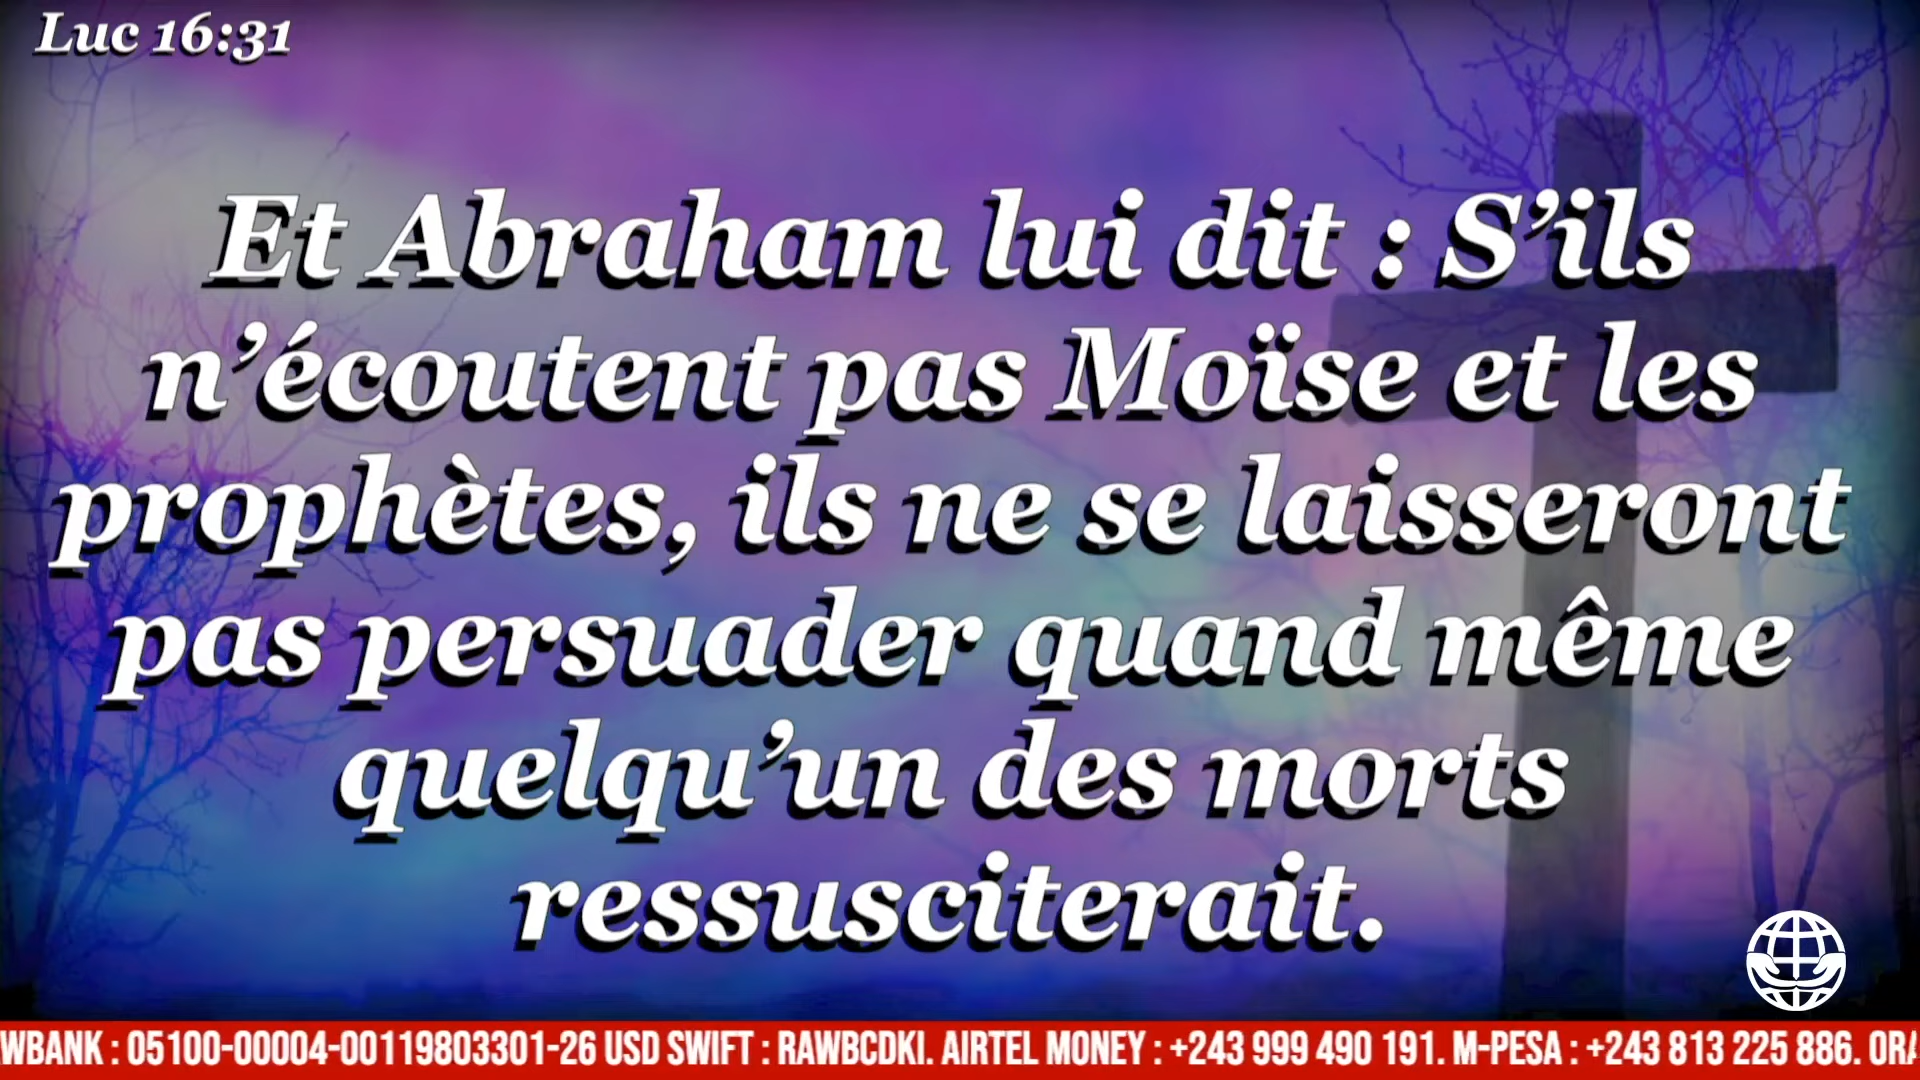 Luc 16:31
Et Abraham lui dit : S’ils
n’écoutent pas Moïse et les
prophètes, ils ne se laisseront
pas persuader quand même
quelqu’un des morts
ressusciterait.
WBANK : 05100-00004-00119803301-26 USD SWIFT : RAWBCDKI. AIRTEL MONEY : +243 999 490 191. M-PESA : +243 813 225 886. ORA